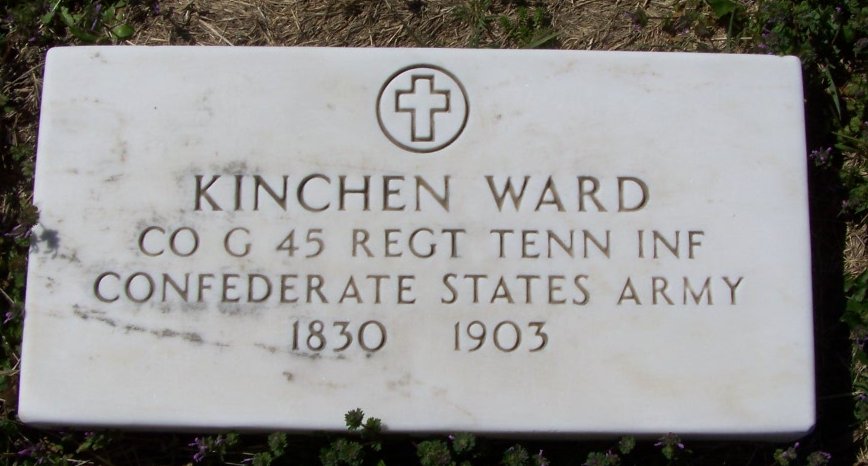 KINCHEN WARD
CO G 45 REGT TENN INF
CONFEDERATE STATES ARMY
1830 1903